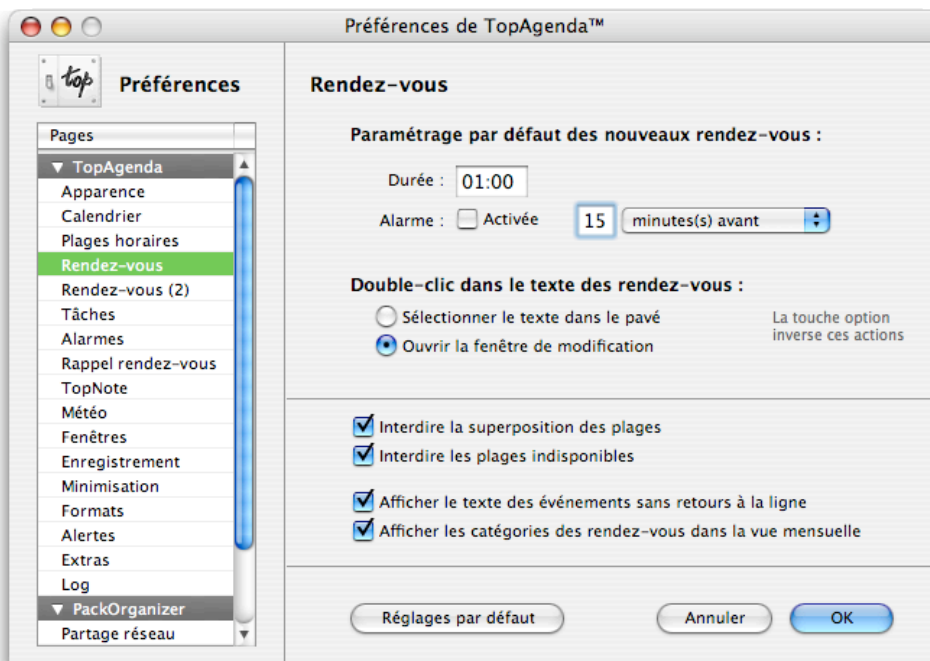 Préférences de TopAgenda™
top
Préférences
Pages
TopAgenda
Apparence
Calendrier
Plages horaires
Rendez-vous
Rendez-vous (2)
Tâches
Alarmes
Rappel rendez-vous
TopNote
Météo
Fenêtres
Enregistrement
Minimisation
Formats
Alertes
Extras
Log
PackOrganizer
Partage réseau
Rendez-vous
Paramétrage par défaut des nouveaux rendez-vous :
Durée : 01:00
Alarme : Activée 15 minutes(s) avant
Double-clic dans le texte des rendez-vous :
Sélectionner le texte dans le pavé
Ouvrir la fenêtre de modification
La touche option
inverse ces actions
Interdire la superposition des plages
Interdire les plages indisponibles
Afficher le texte des événements sans retours à la ligne
Afficher les catégories des rendez-vous dans la vue mensuelle
Réglages par défaut Annuler OK